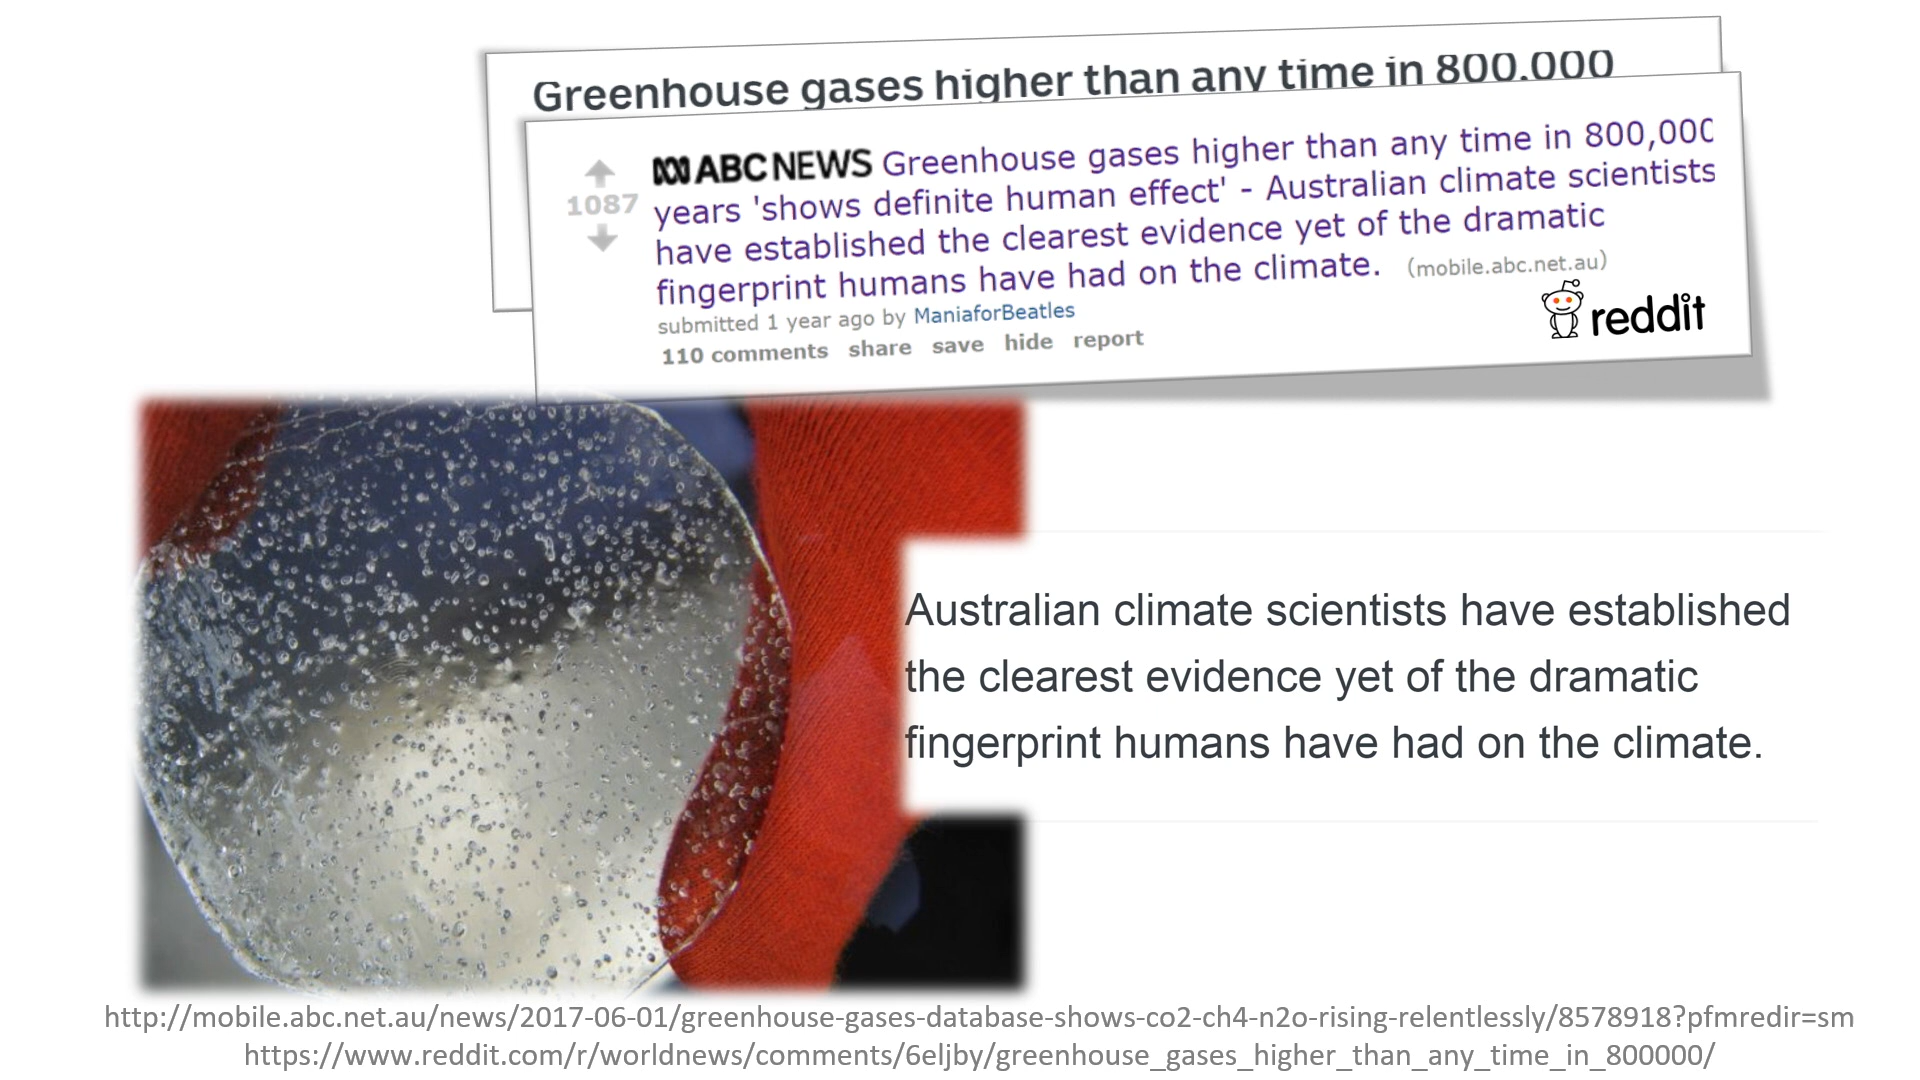 Greenhouse gases higher than any time in 800,000
ABC NEWS Greenhouse gases higher than any time in 800,000
years 'shows definite human effect' - Australian climate scientists
have established the clearest evidence yet of the dramatic
fingerprint humans have had on the climate. (mobile.abc.net.au)
1087
submitted 1 year ago by ManiaforBeatles
110 comments share save hide report
reddit
Australian climate scientists have established
the clearest evidence yet of the dramatic
fingerprint humans have had on the climate.
http://mobile.abc.net.au/news/2017-06-01/greenhouse-gases-database-shows-co2-ch4-n2o-rising-relentlessly/8578918?pfmredir=sm
https://www.reddit.com/r/worldnews/comments/6eljby/greenhouse_gases_higher_than_any_time_in_800000/